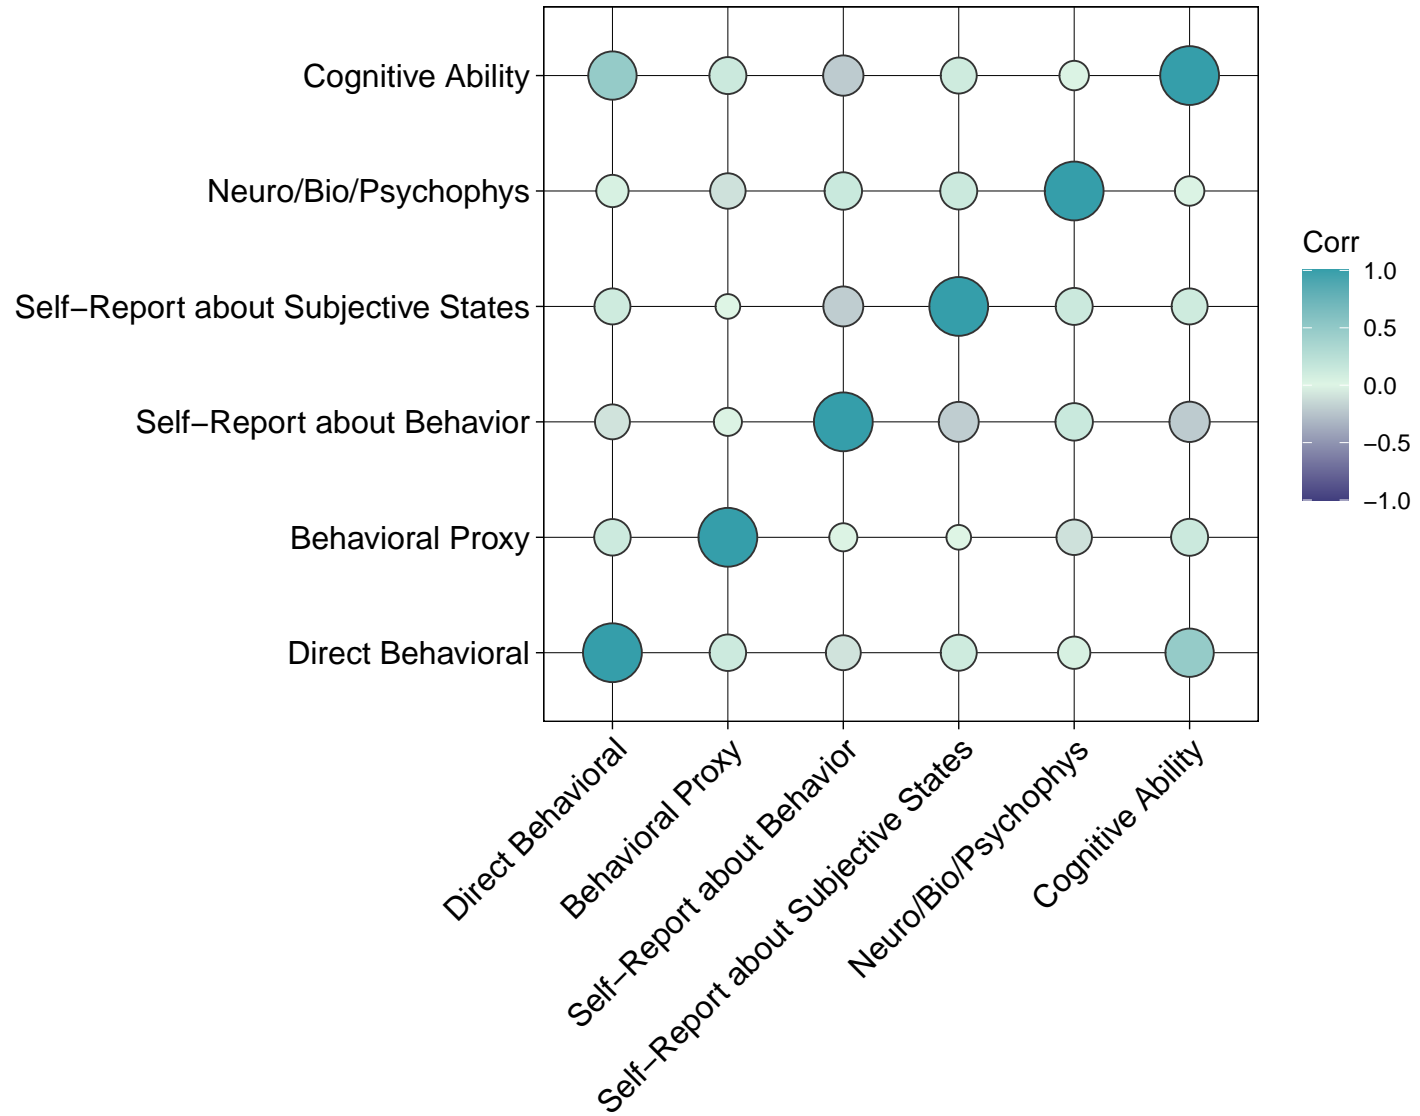 Cognitive Ability
Neuro/Bio/Psychophys
Self−Report about Subjective States
Self−Report about Behavior
Behavioral Proxy
Direct Behavioral
Direct Behavioral
Behavioral Proxy
Self−Report about Behavior
Self−Report about Subjective States
Neuro/Bio/Psychophys
Cognitive Ability
Corr
1.0
0.5
0.0
−0.5
−1.0